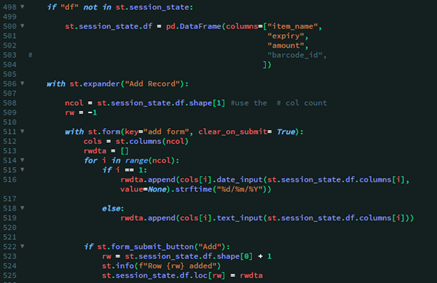 498 if "df" not in st.session_state:
499
500 st.session_state.df = pd.DataFrame(columns=["item_name",
501 "expiry",
502 "amount",
503 # "barcode_id",
504 ])
505
506 with st.expander("Add Record"):
507
508 ncol = st.session_state.df.shape[1] #use the # col count
509 rw = -1
510
511 with st.form(key="add form", clear_on_submit= True):
512 cols = st.columns(ncol)
513 rwdta = []
514 for i in range(ncol):
515 if i == 1:
516 rwdta.append(cols[i].date_input(st.session_state.df.columns[i],
value=None).strftime("%d/%m/%Y"))
517
518 else:
519 rwdta.append(cols[i].text_input(st.session_state.df.columns[i]))
520
521
522 if st.form_submit_button("Add"):
523 rw = st.session_state.df.shape[0] + 1
524 st.info(f"Row {rw} added")
525 st.session_state.df.loc[rw] = rwdta